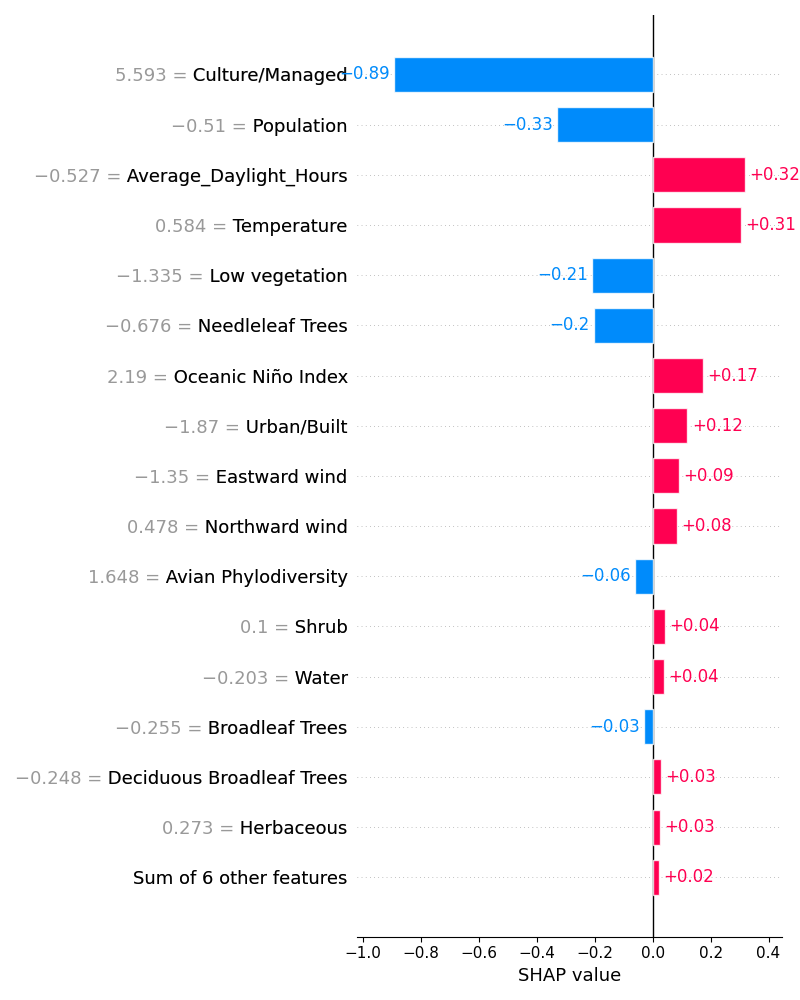 5.593 = Culture/Managed −0.89
−0.51 = Population −0.33
−0.527 = Average_Daylight_Hours +0.32
0.584 = Temperature +0.31
−1.335 = Low vegetation −0.21
−0.676 = Needleleaf Trees −0.2
2.19 = Oceanic Niño Index +0.17
−1.87 = Urban/Built +0.12
−1.35 = Eastward wind +0.09
0.478 = Northward wind +0.08
1.648 = Avian Phylodiversity −0.06
0.1 = Shrub +0.04
−0.203 = Water +0.04
−0.255 = Broadleaf Trees −0.03
−0.248 = Deciduous Broadleaf Trees +0.03
0.273 = Herbaceous +0.03
Sum of 6 other features +0.02
−1.0 −0.8 −0.6 −0.4 −0.2 0.0 0.2 0.4
SHAP value